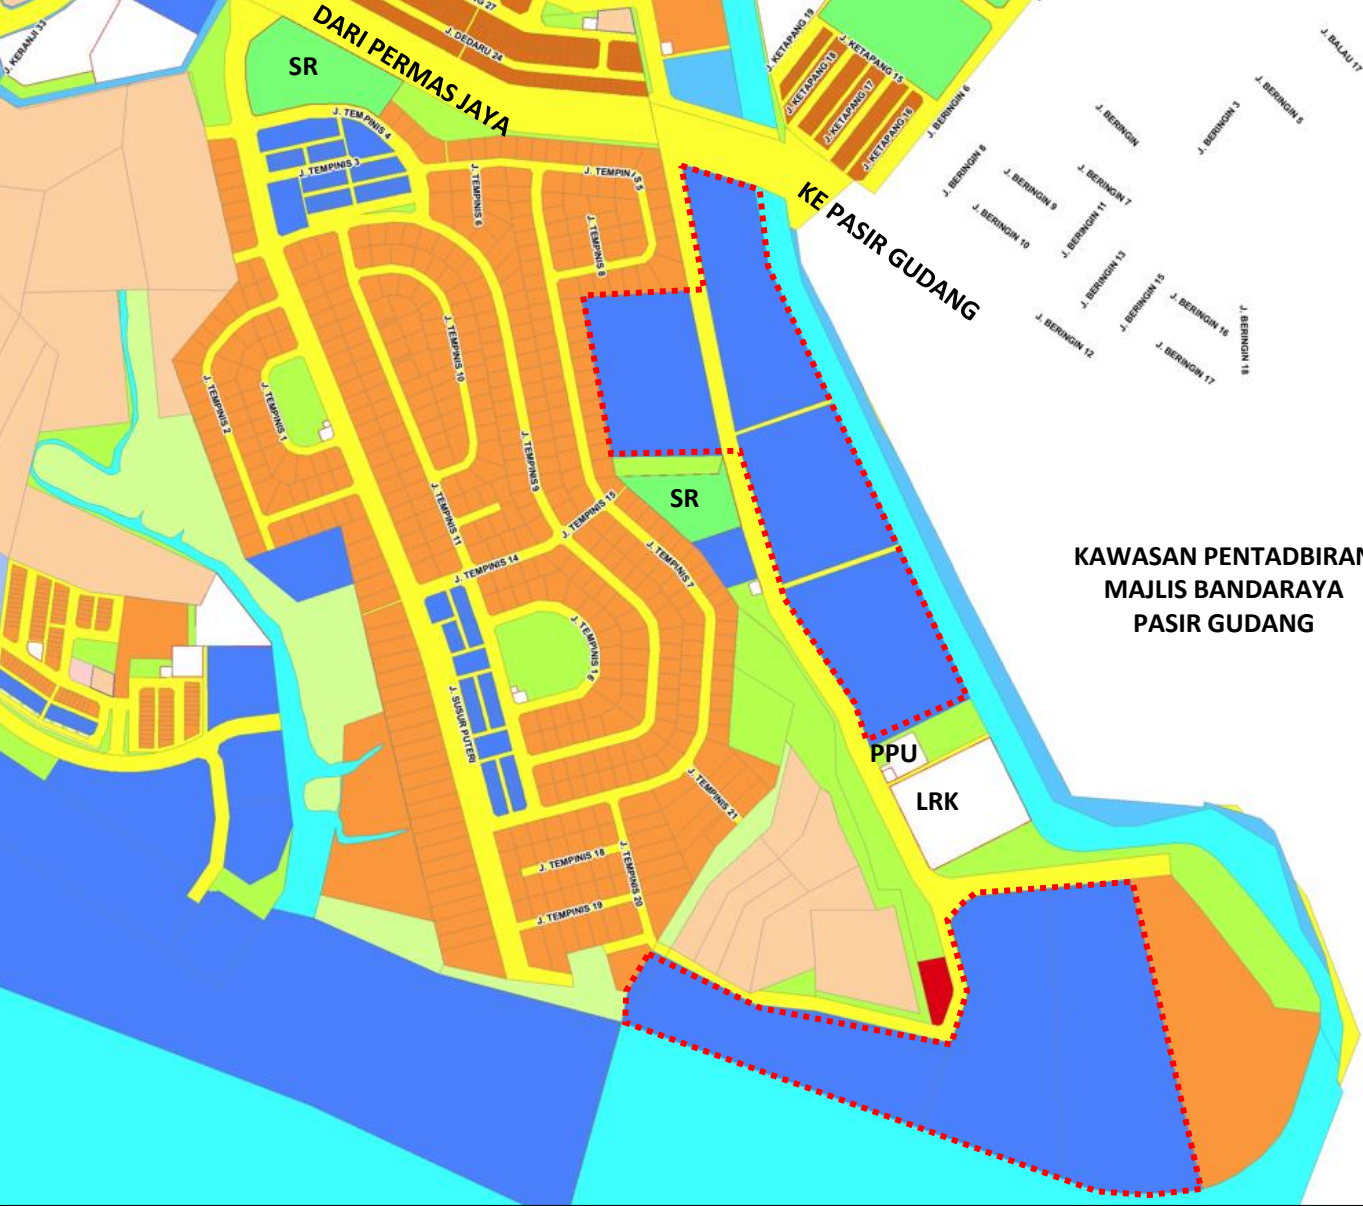 J. KERANJI 33
27
J. DEDARU 24
DARI PERMAS JAYA
SR
J. KETAPANG 19
J. KETAPANG 15
J. KETAPANG 18
J. KETAPANG 17
J. KETAPANG 16
J. BERINGIN 6
J. BALAU 17
J. BERINGIN 5
J. BERINGIN 3
J. BERINGIN
J. BERINGIN 8
J. BERINGIN 9
J. BERINGIN 7
J. BERINGIN 10
J. BERINGIN 11
J. BERINGIN 13
J. BERINGIN 15
J. BERINGIN 16
J. BERINGIN 18
J. BERINGIN 12
J. BERINGIN 17
KE PASIR GUDANG
J. TEMPINIS 4
J. TEMPINIS 3
J. TEMPINIS 6
J. TEMPINIS 5
J. TEMPINIS 8
J. TEMPINIS 10
J. TEMPINIS 2
J. TEMPINIS 1
J. TEMPINIS 9
J. TEMPINIS 11
J. TEMPINIS 15
SR
J. TEMPINIS 14
J. TEMPINIS 7
KAWASAN PENTADBIRAN
MAJLIS BANDARAYA
PASIR GUDANG
J. TEMPINIS 16
J. SUSUR PUTERI
PPU
LRK
J. TEMPINIS 21
J. TEMPINIS 18
J. TEMPINIS 20
J. TEMPINIS 19